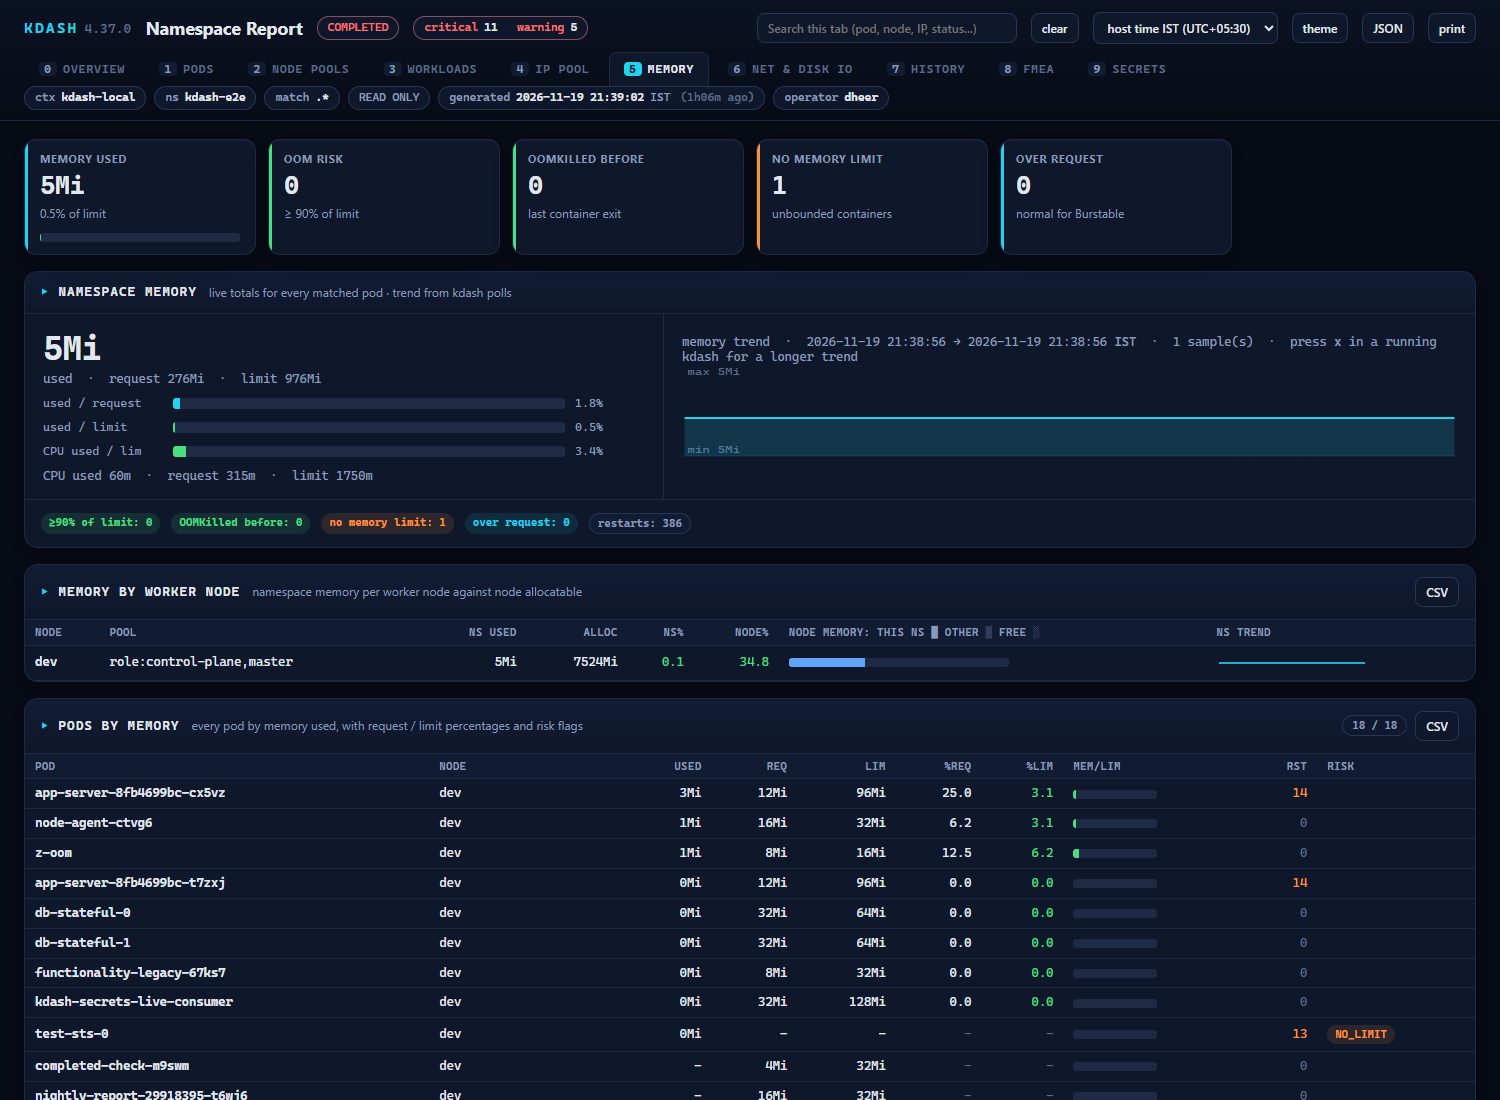 KDASH 4.37.0 Namespace Report COMPLETED critical 11 warning 5 Search this tab (pod, node, IP, status...) clear host time IST (UTC+05:30) theme JSON print
0 OVERVIEW 1 PODS 2 NODE POOLS 3 WORKLOADS 4 IP POOL 5 MEMORY 6 NET & DISK IO 7 HISTORY 8 FMEA 9 SECRETS
ctx kdash-local ns kdash-e2e match .* READ ONLY generated 2026-11-19 21:39:02 IST (1h06m ago) operator dheer
MEMORY USED
5Mi
0.5% of limit
OOM RISK
0
≥ 90% of limit
OOMKILLED BEFORE
0
last container exit
NO MEMORY LIMIT
1
unbounded containers
OVER REQUEST
0
normal for Burstable
NAMESPACE MEMORY live totals for every matched pod · trend from kdash polls
5Mi
used · request 276Mi · limit 976Mi
used / request 1.8%
used / limit 0.5%
CPU used / lim 3.4%
CPU used 60m · request 315m · limit 1750m
memory trend · 2026-11-19 21:38:56 → 2026-11-19 21:38:56 IST · 1 sample(s) · press x in a running
kdash for a longer trend
max 5Mi
min 5Mi
≥90% of limit: 0 OOMKilled before: 0 no memory limit: 1 over request: 0 restarts: 386
MEMORY BY WORKER NODE namespace memory per worker node against node allocatable CSV
NODE POOL NS USED ALLOC NS% NODE% NODE MEMORY: THIS NS OTHER FREE NS TREND
dev role:control-plane,master 5Mi 7524Mi 0.1 34.8
PODS BY MEMORY every pod by memory used, with request / limit percentages and risk flags 18 / 18 CSV
POD NODE USED REQ LIM %REQ %LIM MEM/LIM RST RISK
app-server-8fb4699bc-cx5vz dev 3Mi 12Mi 96Mi 25.0 3.1 14
node-agent-ctvg6 dev 1Mi 16Mi 32Mi 6.2 3.1 0
z-oom dev 1Mi 8Mi 16Mi 12.5 6.2 0
app-server-8fb4699bc-t7zxj dev 0Mi 12Mi 96Mi 0.0 0.0 14
db-stateful-0 dev 0Mi 32Mi 64Mi 0.0 0.0 0
db-stateful-1 dev 0Mi 32Mi 64Mi 0.0 0.0 0
functionality-legacy-67ks7 dev 0Mi 8Mi 32Mi 0.0 0.0 0
kdash-secrets-live-consumer dev 0Mi 32Mi 128Mi 0.0 0.0 0
test-sts-0 dev 0Mi – – – – 13 NO_LIMIT
completed-check-m9swm dev – 4Mi 32Mi – – 0
nightly-report-29918395-t6wj6 dev – 16Mi 32Mi – – 0